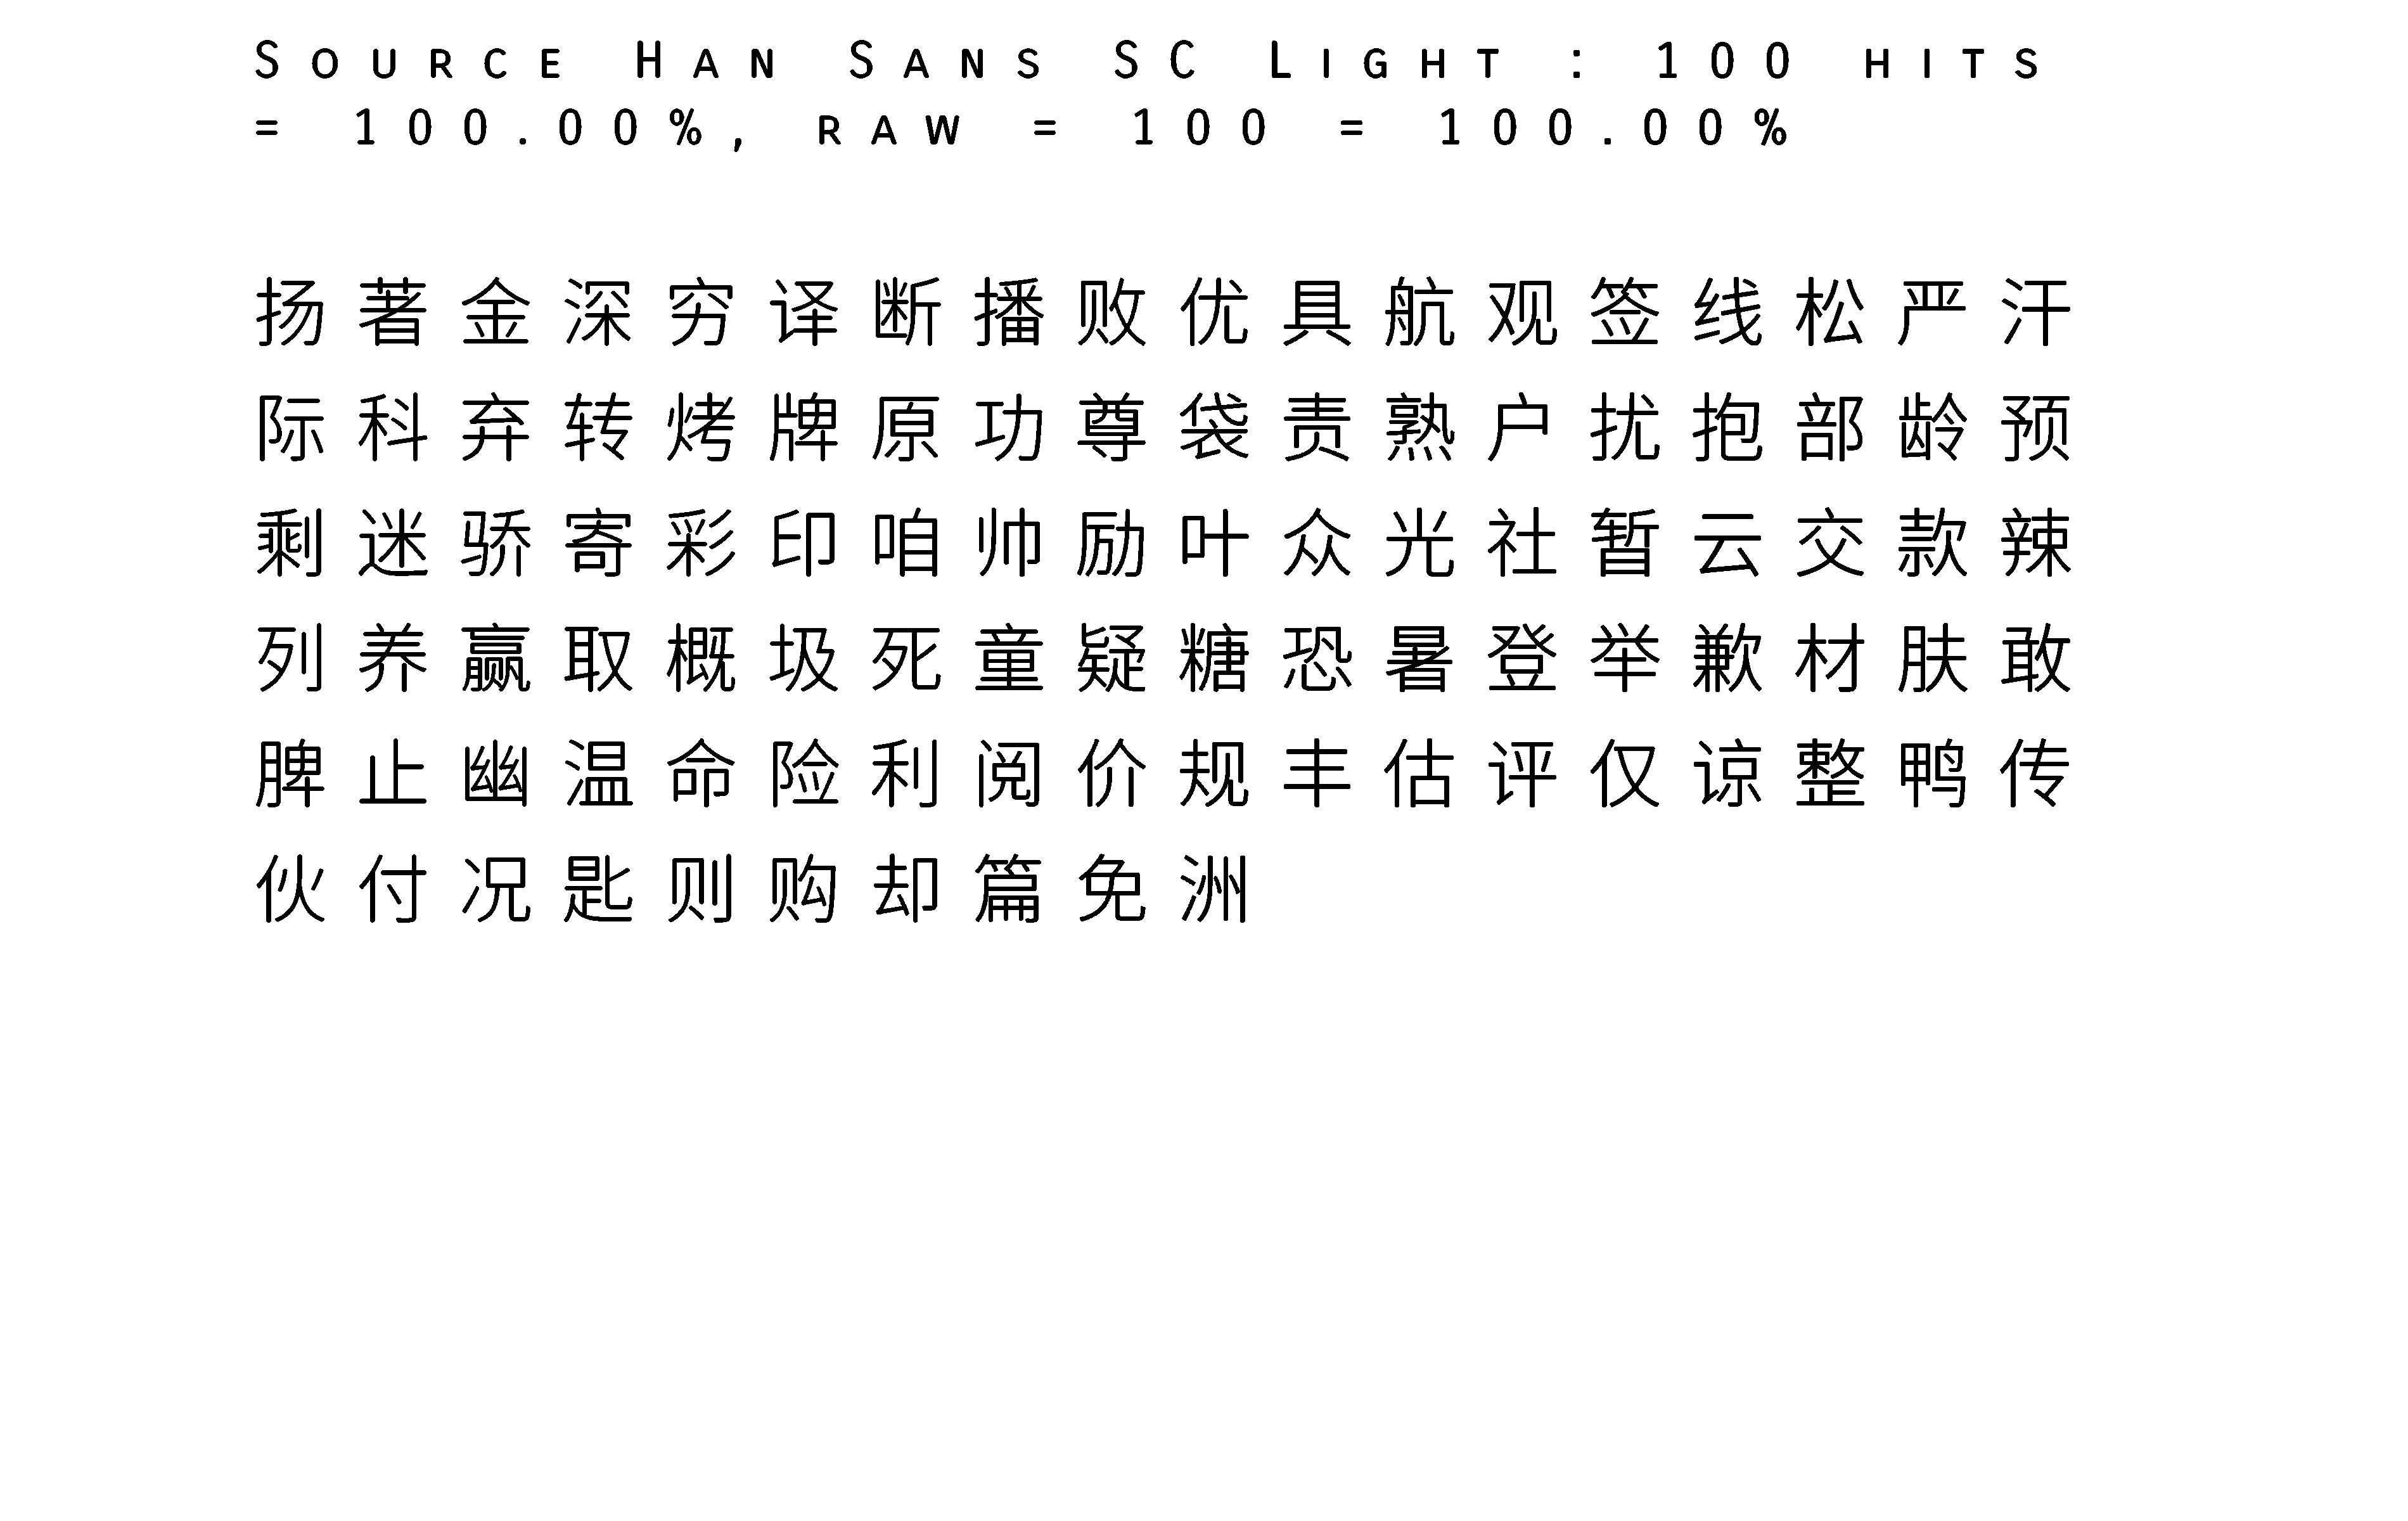 Source Han Sans SC Light : 100 hits
= 100.00%, raw = 100 = 100.00%
扬著金深穷译断播败优具航观签线松严汗
际科弃转烤牌原功尊袋责熟户扰抱部龄预
剩迷骄寄彩印咱帅励叶众光社暂云交款辣
列养赢取概圾死童疑糖恐暑登举歉材肤敢
脾止幽温命险利阅价规丰估评仅谅整鸭传
伙付况匙则购却篇免洲